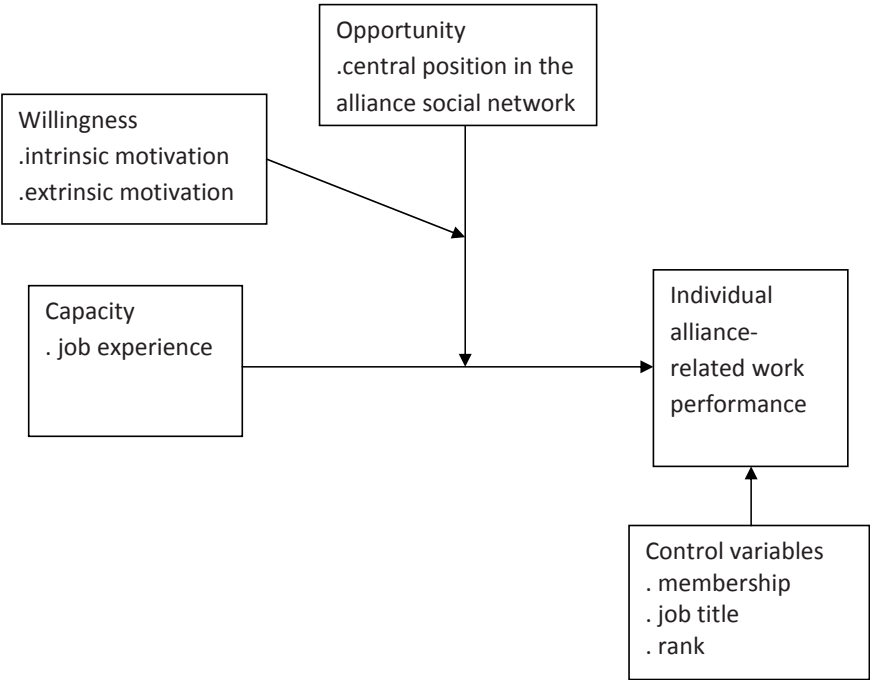 Opportunity
.central position in the
alliance social network
Willingness
.intrinsic motivation
.extrinsic motivation
Capacity
. job experience
Individual
alliance-
related work
performance
Control variables
. membership
. job title
. rank